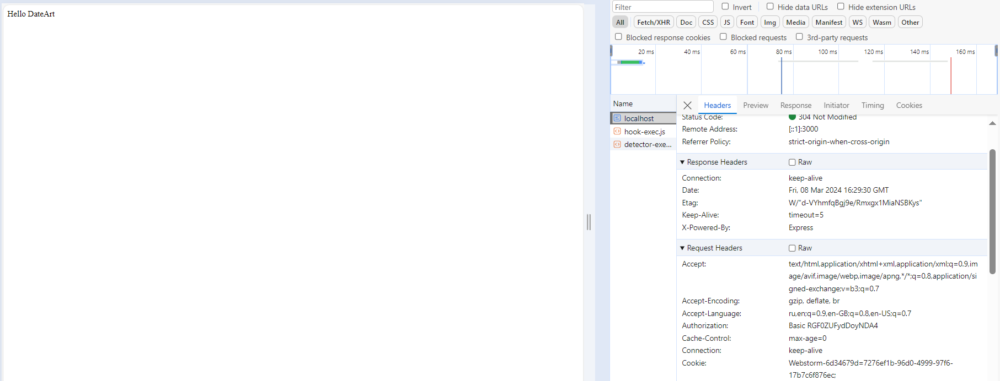 Hello DateArt
Filter
Invert
Hide data URLs
Hide extension URLs
All
Fetch/XHR
Doc
CSS
JS
Font
Img
Media
Manifest
WS
Wasm
Other
Blocked response cookies
Blocked requests
3rd-party requests
20 ms
40 ms
60 ms
80 ms
100 ms
120 ms
140 ms
160 ms
Name
localhost
hook-exec.js
detector-exe...
Headers
Preview
Response
Initiator
Timing
Cookies
Status Code: 304 Not Modified
Remote Address: [::1]:3000
Referrer Policy: strict-origin-when-cross-origin
Response Headers Raw
Connection: keep-alive
Date: Fri, 08 Mar 2024 16:29:30 GMT
Etag: W/"d-VYhmfqBgj9e/Rmxgx1MiaNSBKys"
Keep-Alive: timeout=5
X-Powered-By: Express
Request Headers Raw
Accept: text/html,application/xhtml+xml,application/xml;q=0.9,im
age/avif,image/webp,image/apng,*/*;q=0.8,application/si
gned-exchange;v=b3;q=0.7
Accept-Encoding: gzip, deflate, br
Accept-Language: ru,en;q=0.9,en-GB;q=0.8,en-US;q=0.7
Authorization: Basic RGF0ZUFydDoyNDA4
Cache-Control: max-age=0
Connection: keep-alive
Cookie: Webstorm-6d34679d=7276ef1b-96d0-4999-97f6-
17b7c6f876ec;